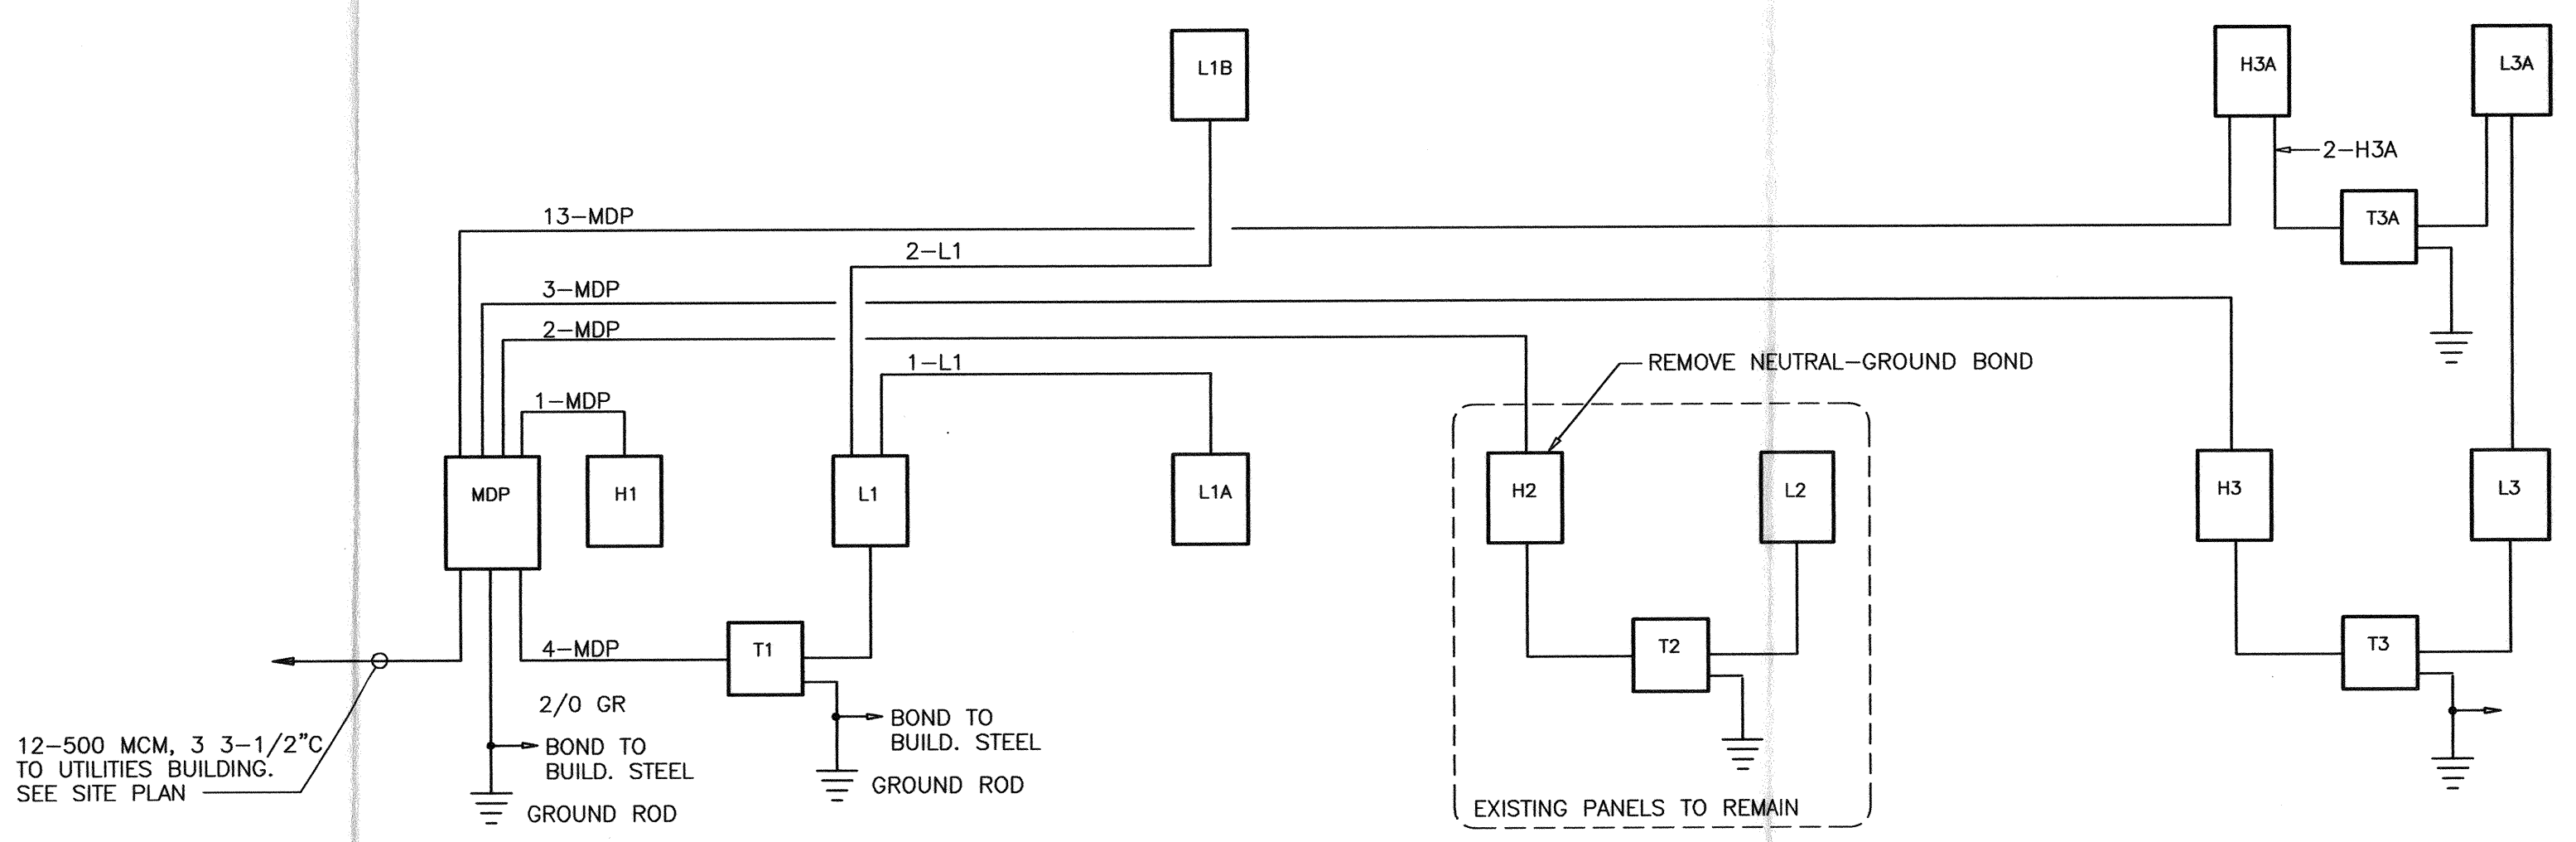 L1B
H3A
L3A
2-H3A
13-MDP
T3A
2-L1
3-MDP
2-MDP
1-L1
REMOVE NEUTRAL-GROUND BOND
1-MDP
MDP
H1
L1
L1A
H2
L2
H3
L3
4-MDP
T1
T2
T3
2/0 GR
BOND TO
BUILD. STEEL
12-500 MCM, 3 3-1/2"C
TO UTILITIES BUILDING.
SEE SITE PLAN
BOND TO
BUILD. STEEL
GROUND ROD
GROUND ROD
EXISTING PANELS TO REMAIN